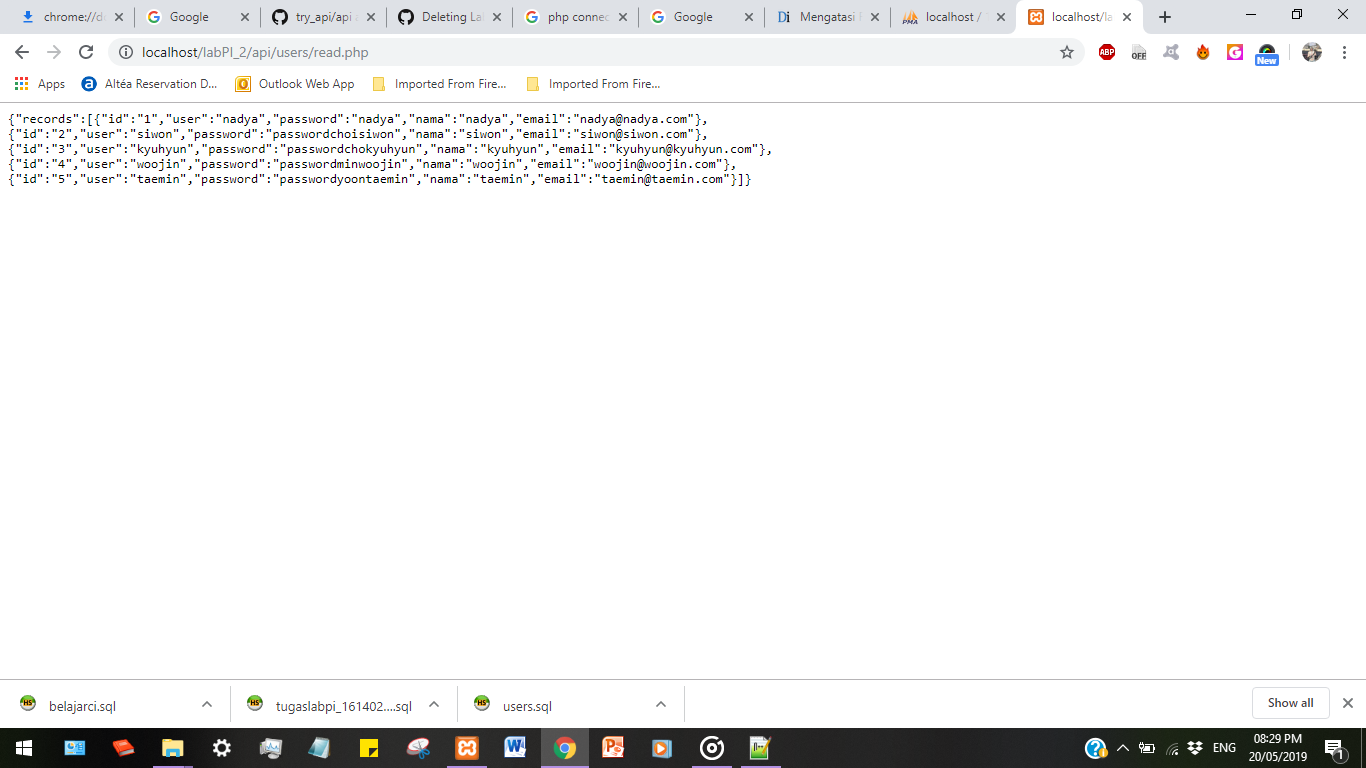 chrome://d
Google
try_api/api
Deleting La
php connec
Google
Di
Mengatasi
PMA
localhost /
localhost/la
localhost/labPI_2/api/users/read.php
ABP
OFF
New
Apps
a
Altéa Reservation D...
Outlook Web App
Imported From Fire...
Imported From Fire...
{"records":[{"id":"1","user":"nadya","password":"nadya","nama":"nadya","email":"nadya@nadya.com"},
{"id":"2","user":"siwon","password":"passwordchoisiwon","nama":"siwon","email":"siwon@siwon.com"},
{"id":"3","user":"kyuhyun","password":"passwordchokyuhyun","nama":"kyuhyun","email":"kyuhyun@kyuhyun.com"},
{"id":"4","user":"woojin","password":"passwordminwoojin","nama":"woojin","email":"woojin@woojin.com"},
{"id":"5","user":"taemin","password":"passwordyoontaemin","nama":"taemin","email":"taemin@taemin.com"}]}
HS
belajarci.sql
HS
tugaslabpi_161402....sql
HS
users.sql
Show all
ENG
08:29 PM
20/05/2019
1